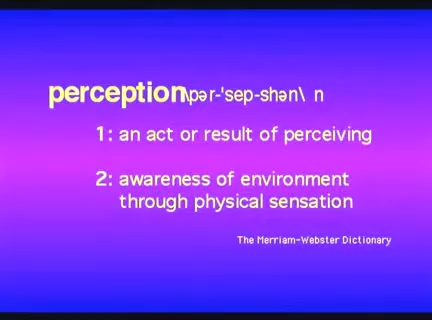 perception\pər-'sep-shən\ n
1: an act or result of perceiving
2: awareness of environment
through physical sensation
The Merriam-Webster Dictionary